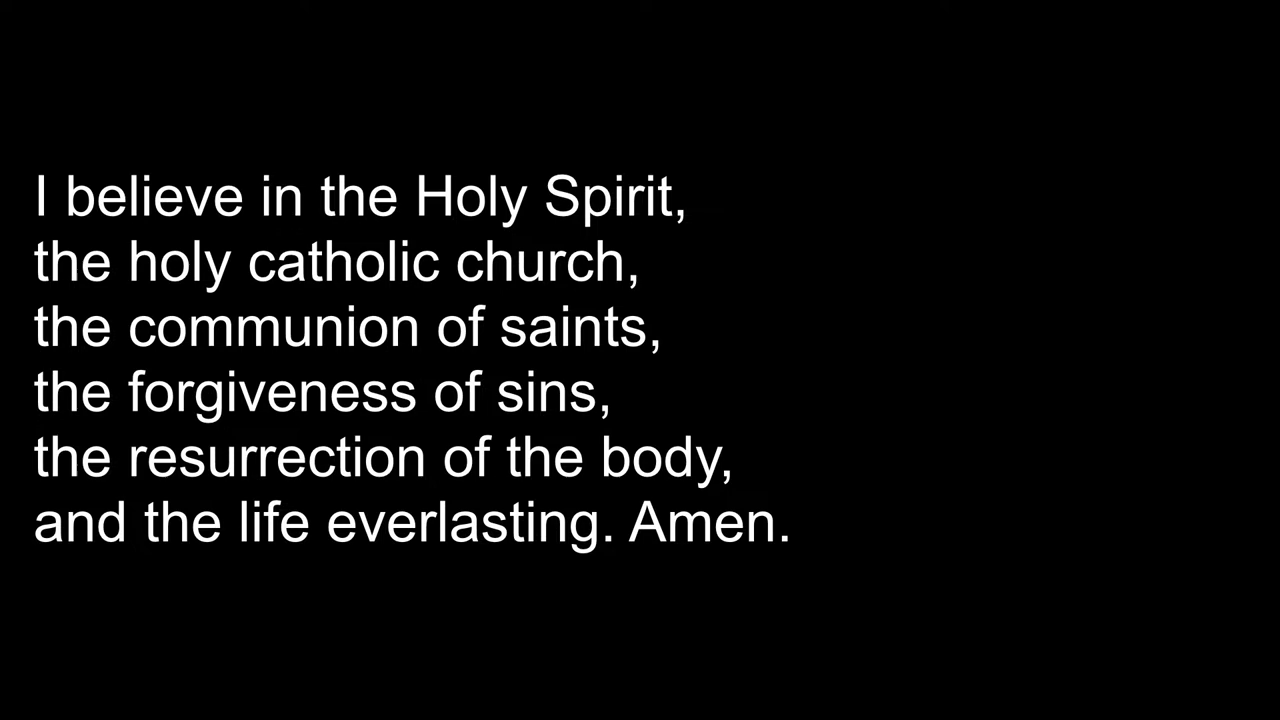 I believe in the Holy Spirit,
the holy catholic church,
the communion of saints,
the forgiveness of sins,
the resurrection of the body,
and the life everlasting. Amen.